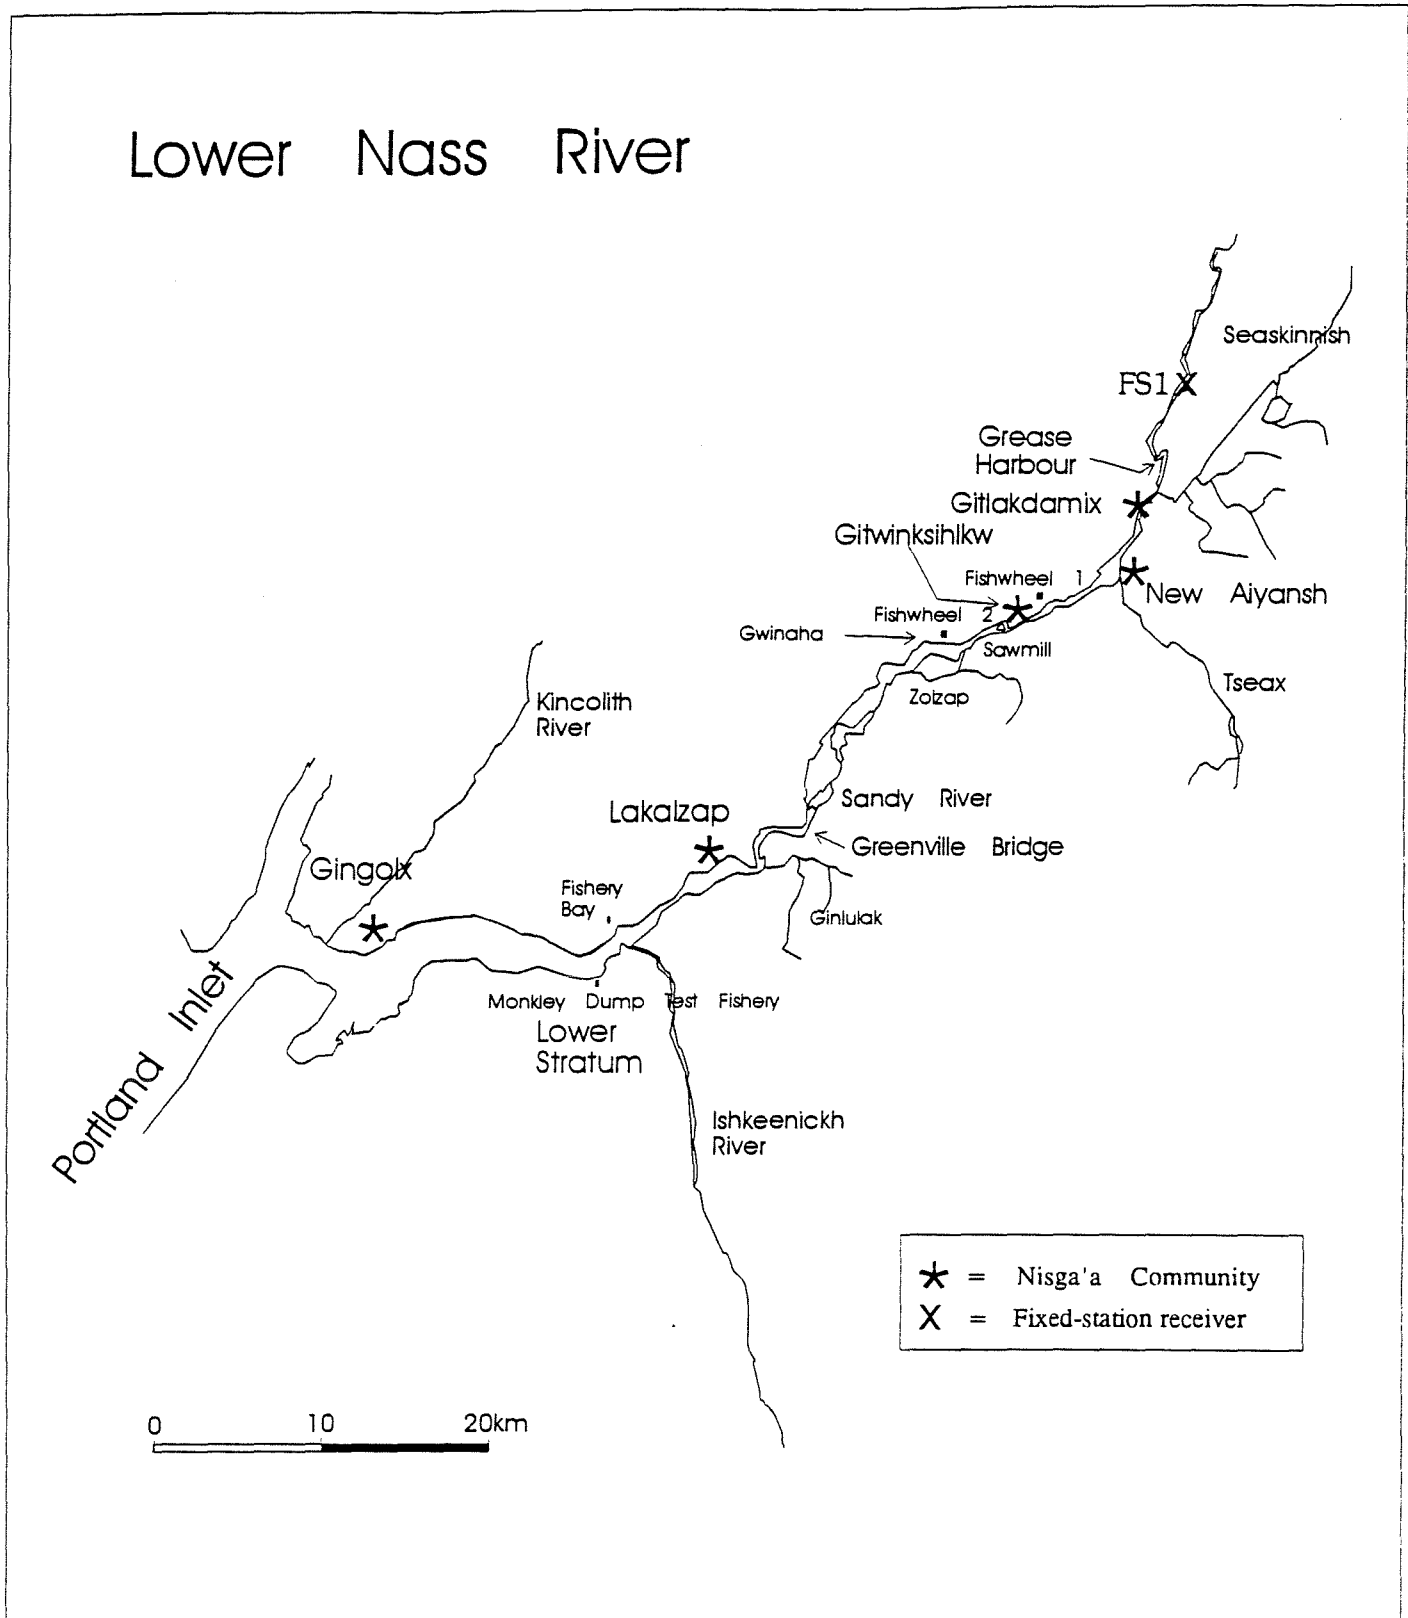 Lower Nass River
Seaskinnish
FS1
Grease
Harbour
Gitlakdamix
Gitwinksihlkw
Fishwheel 1
New Aiyansh
Fishwheel 2
Gwinaha
Sawmill
Tseax
Zolzap
Kincolith
River
Sandy River
Lakalzap
Greenville Bridge
Gingolx
Fishery
Bay
Ginlulak
Portland Inlet
Monkley Dump Test Fishery
Lower
Stratum
Ishkeenickh
River
= Nisga'a Community
X = Fixed-station receiver
0 10 20km